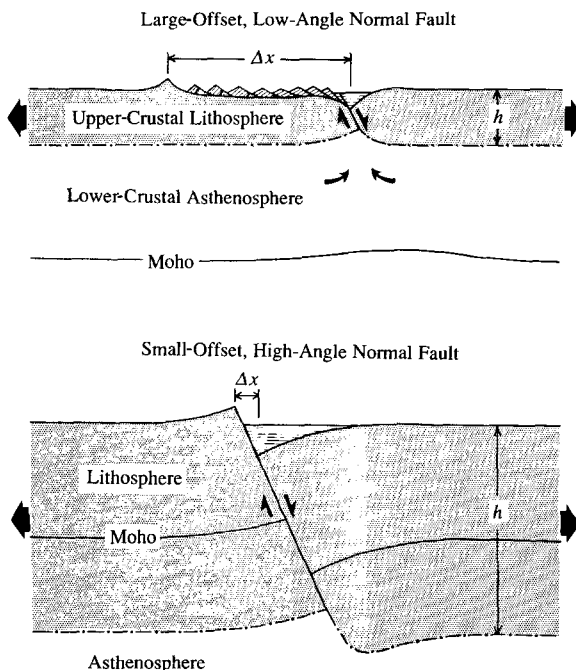 Large-Offset, Low-Angle Normal Fault
Δx
Upper-Crustal Lithosphere
h
Lower-Crustal Asthenosphere
Moho
Small-Offset, High-Angle Normal Fault
Δx
Lithosphere
h
Moho
Asthenosphere